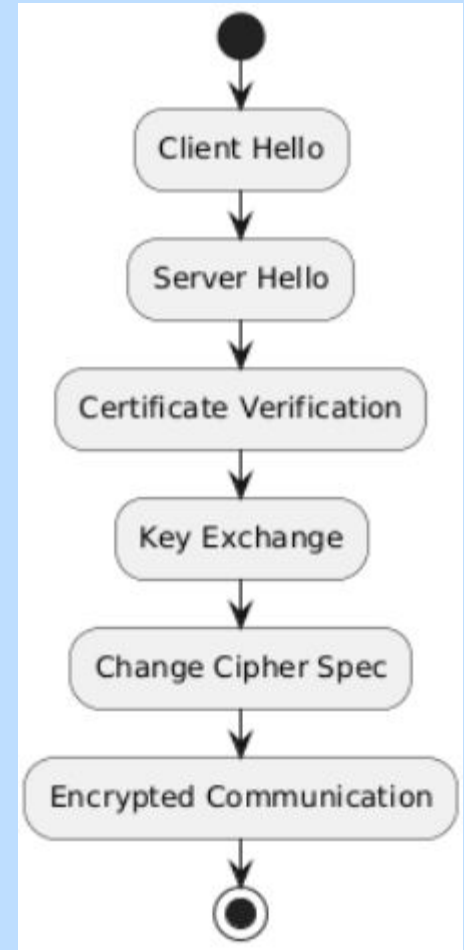 Client Hello
Server Hello
Certificate Verification
Key Exchange
Change Cipher Spec
Encrypted Communication